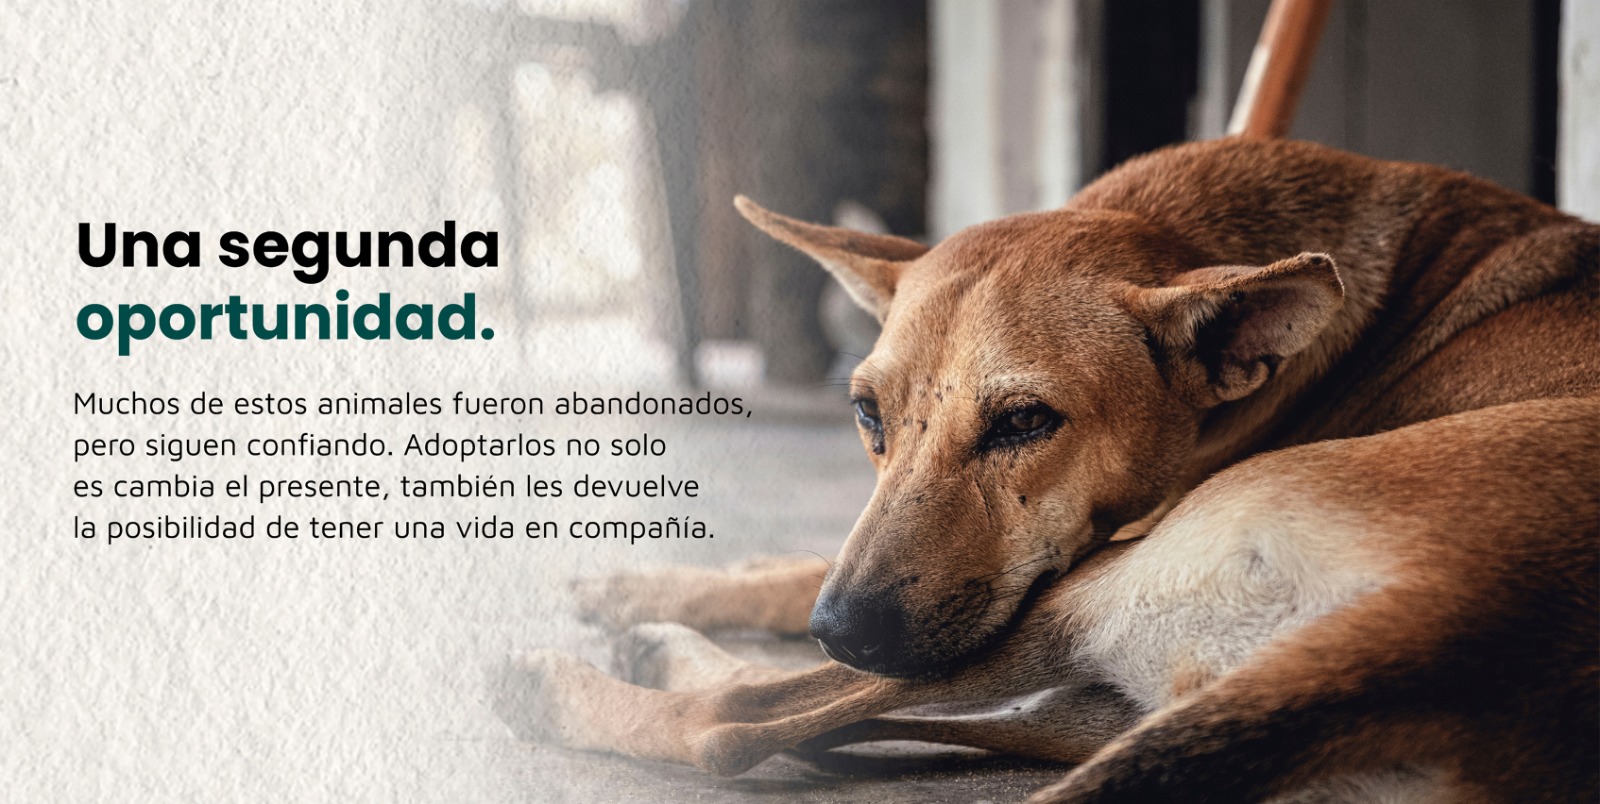 Una segunda
oportunidad.
Muchos de estos animales fueron abandonados,
pero siguen confiando. Adoptarlos no solo
es cambia el presente, también les devuelve
la posibilidad de tener una vida en compañía.